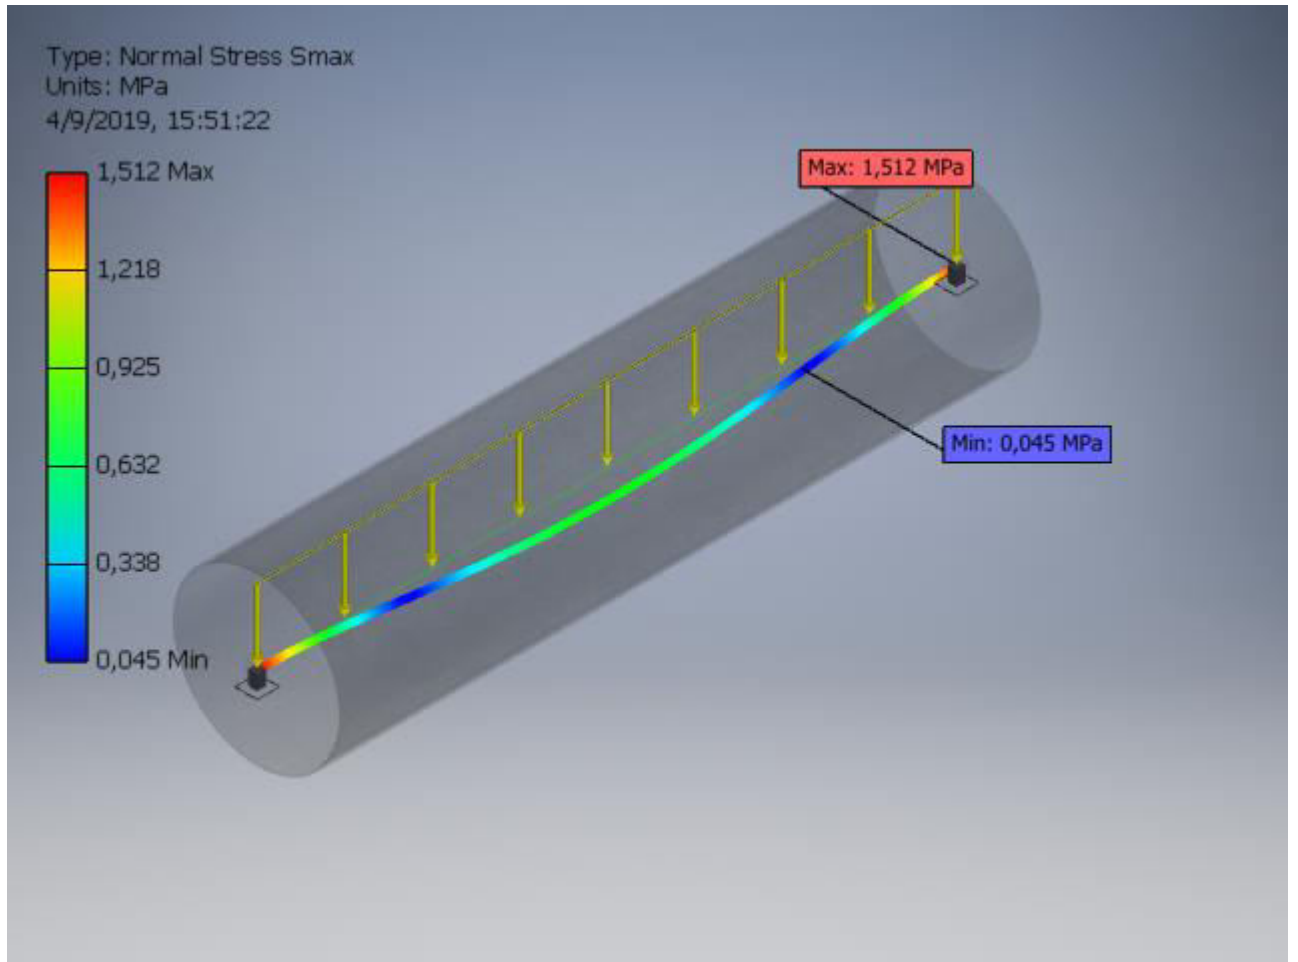 Type: Normal Stress Smax
Units: MPa
4/9/2019, 15:51:22
1,512 Max
1,218
0,925
0,632
0,338
0,045 Min
Max: 1,512 MPa
Min: 0,045 MPa